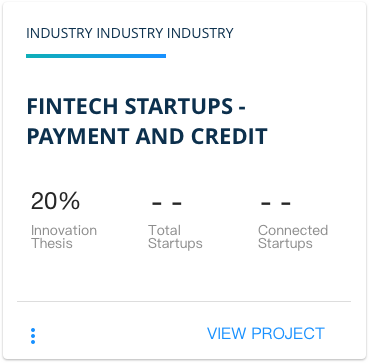 INDUSTRY INDUSTRY INDUSTRY
FINTECH STARTUPS -
PAYMENT AND CREDIT
20% -- --
Innovation Total Connected
Thesis Startups Startups
VIEW PROJECT